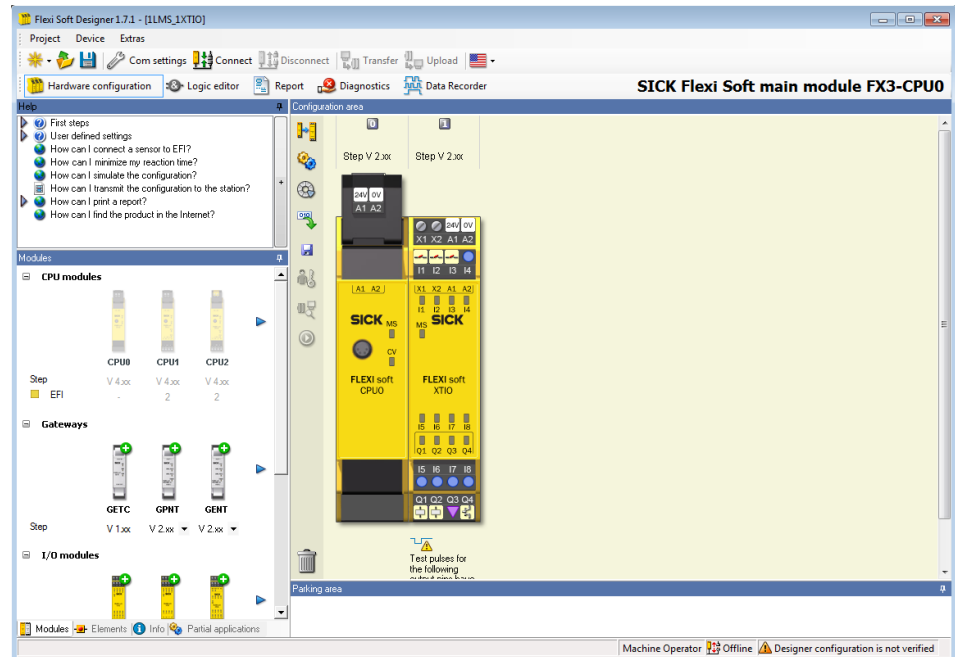 Flexi Soft Designer 1.7.1 - [1LMS_1XTIO]
Project Device Extras
Com settings Connect Disconnect Transfer Upload
Hardware configuration Logic editor Report Diagnostics Data Recorder SICK Flexi Soft main module FX3-CPU0
Help
First steps
User defined settings
How can I connect a sensor to EFI?
How can I minimize my reaction time?
How can I simulate the configuration?
How can I transmit the configuration to the station?
How can I print a report?
How can I find the product in the Internet?
Modules
CPU modules
CPU0 CPU1 CPU2
Step V 4.xx V 4.xx V 4.xx
EFI - 2 2
Gateways
GETC GPNT GENT
Step V 1.xx V 2.xx V 2.xx
I/O modules
Modules Elements Info Partial applications
Configuration area
0 1
Step V 2.xx Step V 2.xx
24V 0V
A1 A2
24V 0V
X1 X2 A1 A2
I1 I2 I3 I4
A1 A2 X1 X2 A1 A2
I1 I2 I3 I4
SICK MS MS SICK
CV
FLEXI soft FLEXI soft
CPU0 XTIO
I5 I6 I7 I8
Q1 Q2 Q3 Q4
I5 I6 I7 I8
Q1 Q2 Q3 Q4
Test pulses for
the following
output pins have
Parking area
Machine Operator Offline Designer configuration is not verified